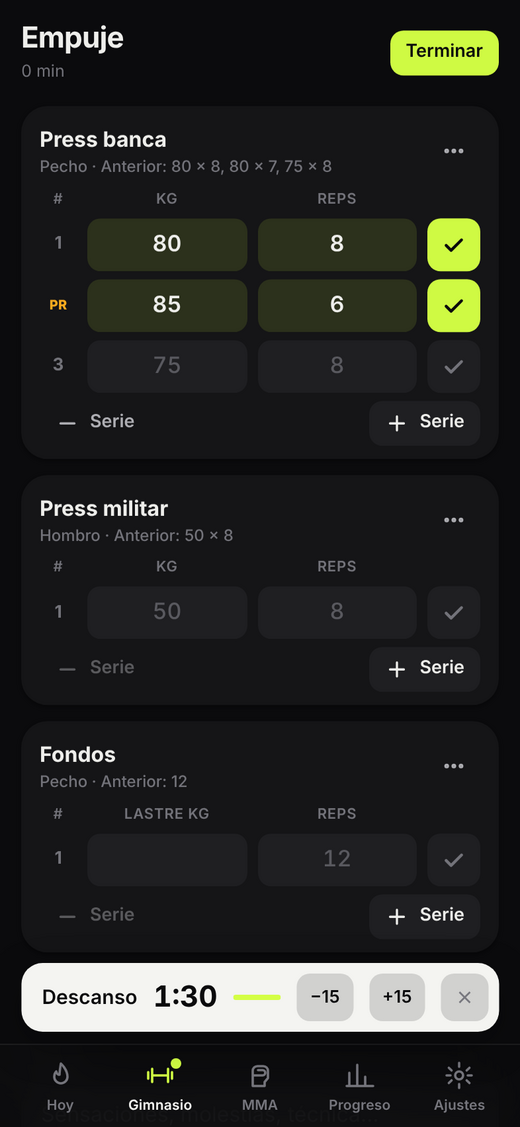 Empuje
0 min
Terminar
Press banca
Pecho · Anterior: 80 × 8, 80 × 7, 75 × 8
# KG REPS
1 80 8
PR 85 6
3 75 8
− Serie + Serie
Press militar
Hombro · Anterior: 50 × 8
# KG REPS
1 50 8
− Serie + Serie
Fondos
Pecho · Anterior: 12
# LASTRE KG REPS
1 12
− Serie + Serie
Descanso 1:30 −15 +15 ×
Hoy Gimnasio MMA Progreso Ajustes
Sensaciones, molestias, técnica...